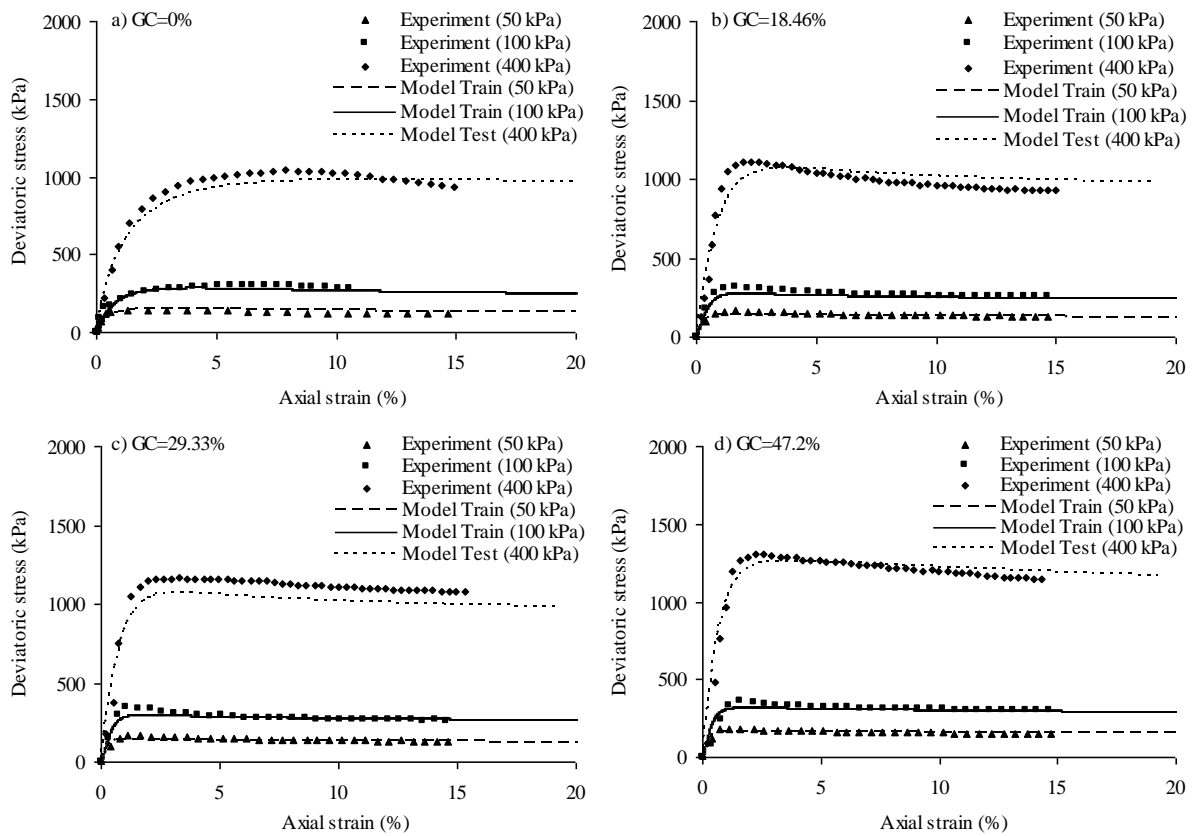 a) GC=0%
Experiment (50 kPa)
Experiment (100 kPa)
Experiment (400 kPa)
Model Train (50 kPa)
Model Train (100 kPa)
Model Test (400 kPa)
Deviatoric stress (kPa)
2000
1500
1000
500
0
0 5 10 15 20
Axial strain (%)
b) GC=18.46%
Experiment (50 kPa)
Experiment (100 kPa)
Experiment (400 kPa)
Model Train (50 kPa)
Model Train (100 kPa)
Model Test (400 kPa)
Deviatoric stress (kPa)
2000
1500
1000
500
0
0 5 10 15 20
Axial strain (%)
c) GC=29.33%
Experiment (50 kPa)
Experiment (100 kPa)
Experiment (400 kPa)
Model Train (50 kPa)
Model Train (100 kPa)
Model Test (400 kPa)
Deviatoric stress (kPa)
2000
1500
1000
500
0
0 5 10 15 20
Axial strain (%)
d) GC=47.2%
Experiment (50 kPa)
Experiment (100 kPa)
Experiment (400 kPa)
Model Train (50 kPa)
Model Train (100 kPa)
Model Test (400 kPa)
Deviatoric stress (kPa)
2000
1500
1000
500
0
0 5 10 15 20
Axial strain (%)